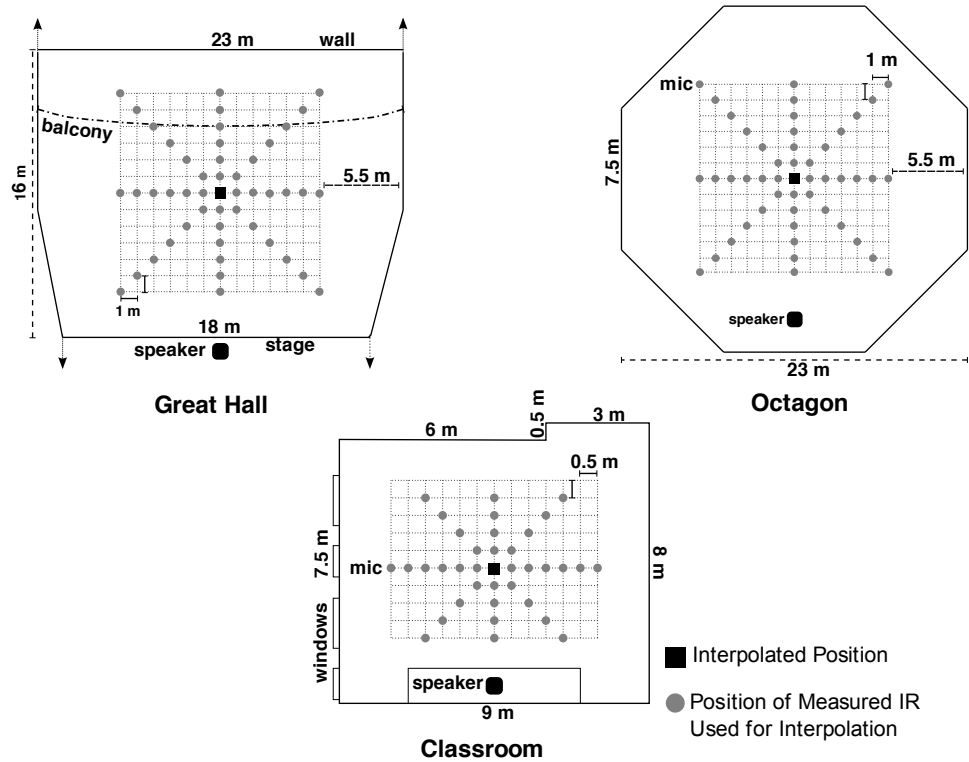 23 m
wall
balcony
16 m
5.5 m
1 m
18 m
speaker
stage
Great Hall
1 m
mic
7.5 m
5.5 m
speaker
23 m
Octagon
6 m
0.5 m
3 m
0.5 m
7.5 m
mic
8 m
windows
speaker
9 m
Classroom
Interpolated Position
Position of Measured IR
Used for Interpolation